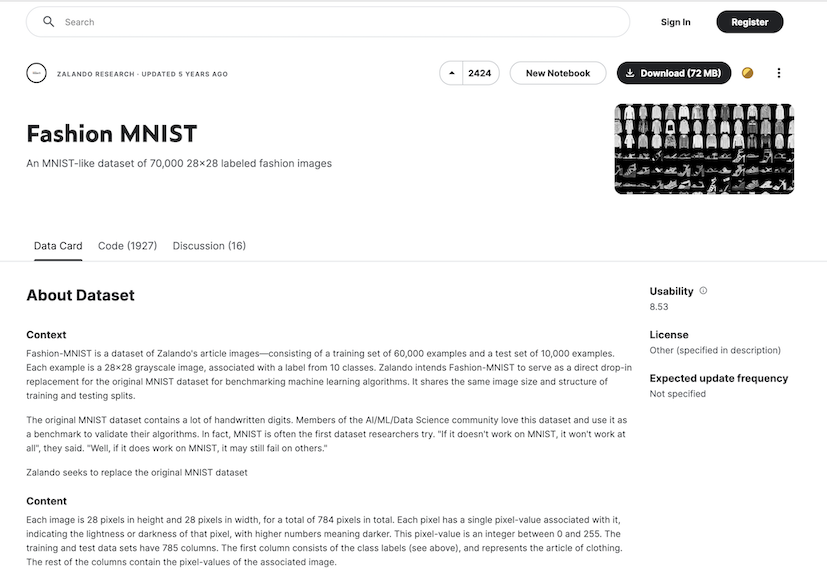 Search
Sign In
Register
ZALANDO RESEARCH · UPDATED 5 YEARS AGO
2424
New Notebook
Download (72 MB)
Fashion MNIST
An MNIST-like dataset of 70,000 28x28 labeled fashion images
Data Card
Code (1927)
Discussion (16)
About Dataset
Context
Fashion-MNIST is a dataset of Zalando's article images—consisting of a training set of 60,000 examples and a test set of 10,000 examples.
Each example is a 28x28 grayscale image, associated with a label from 10 classes. Zalando intends Fashion-MNIST to serve as a direct drop-in
replacement for the original MNIST dataset for benchmarking machine learning algorithms. It shares the same image size and structure of
training and testing splits.
The original MNIST dataset contains a lot of handwritten digits. Members of the AI/ML/Data Science community love this dataset and use it as
a benchmark to validate their algorithms. In fact, MNIST is often the first dataset researchers try. "If it doesn't work on MNIST, it won't work at
all", they said. "Well, if it does work on MNIST, it may still fail on others."
Zalando seeks to replace the original MNIST dataset
Content
Each image is 28 pixels in height and 28 pixels in width, for a total of 784 pixels in total. Each pixel has a single pixel-value associated with it,
indicating the lightness or darkness of that pixel, with higher numbers meaning darker. This pixel-value is an integer between 0 and 255. The
training and test data sets have 785 columns. The first column consists of the class labels (see above), and represents the article of clothing.
The rest of the columns contain the pixel-values of the associated image.
Usability
8.53
License
Other (specified in description)
Expected update frequency
Not specified